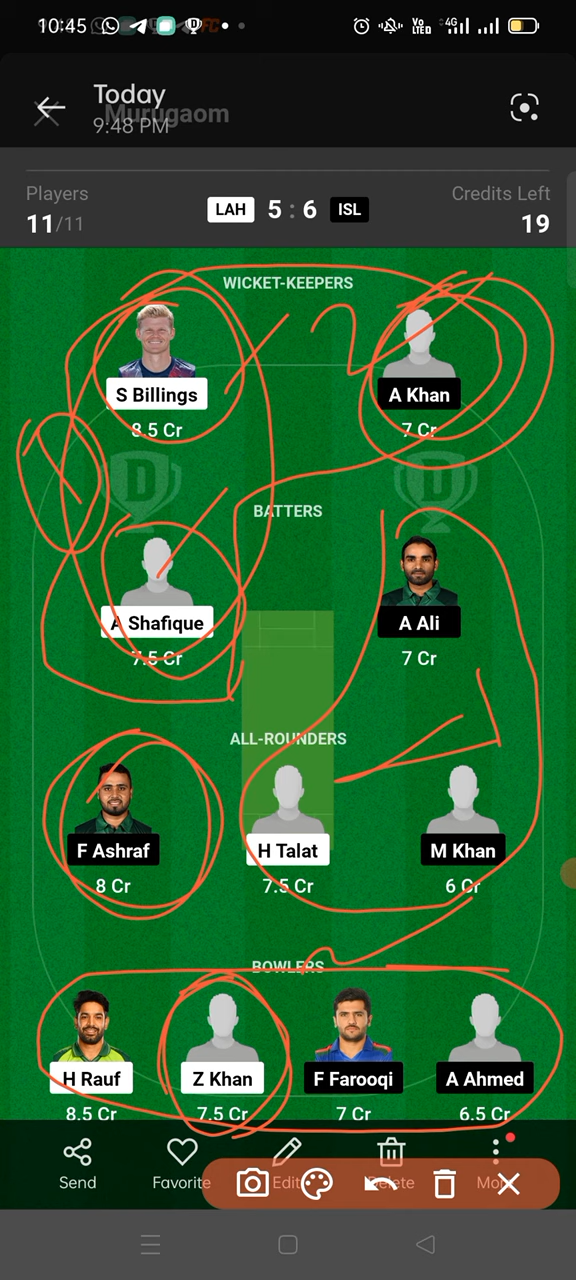 10:45
Vo LTED 4G
Today
Murugaom
9:48 PM
Players
Credits Left
11/11
LAH 5 : 6 ISL
19
WICKET-KEEPERS
S Billings
A Khan
8.5 Cr
7 Cr
BATTERS
A Shafique
A Ali
7.5 Cr
7 Cr
ALL-ROUNDERS
F Ashraf
H Talat
M Khan
8 Cr
7.5 Cr
6 Cr
BOWLERS
H Rauf
Z Khan
F Farooqi
A Ahmed
8.5 Cr
7.5 Cr
7 Cr
6.5 Cr
Send
Favorite
Edit
Delete
More